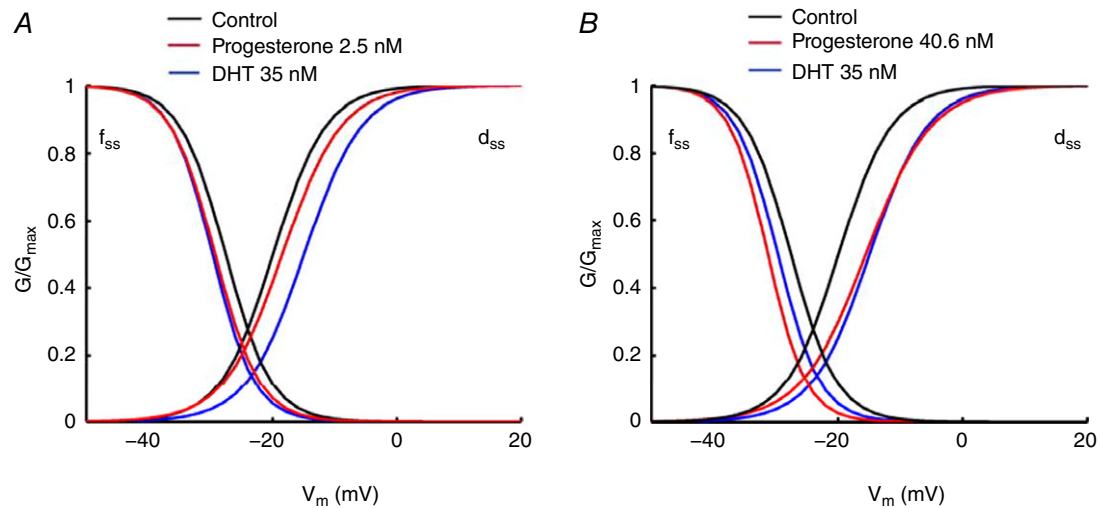 A
Control
Progesterone 2.5 nM
DHT 35 nM
1
0.8
0.6
0.4
0.2
0
G/Gmax
fss
dss
−40
−20
0
20
Vm (mV)
B
Control
Progesterone 40.6 nM
DHT 35 nM
1
0.8
0.6
0.4
0.2
0
G/Gmax
fss
dss
−40
−20
0
20
Vm (mV)